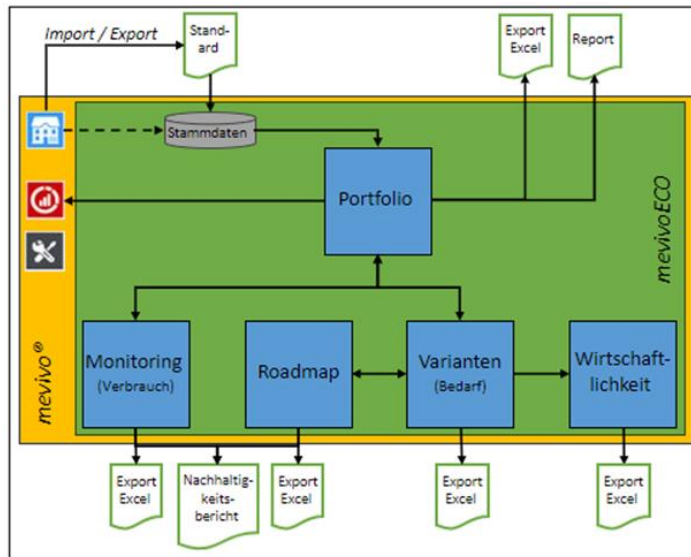 Import / Export
Stand-
ard
Export
Excel
Report
Stammdaten
Portfolio
mevivoECO
mevivo®
Monitoring
(Verbrauch)
Roadmap
Varianten
(Bedarf)
Wirtschaft-
lichkeit
Export
Excel
Nachhaltig-
keits-
bericht
Export
Excel
Export
Excel
Export
Excel